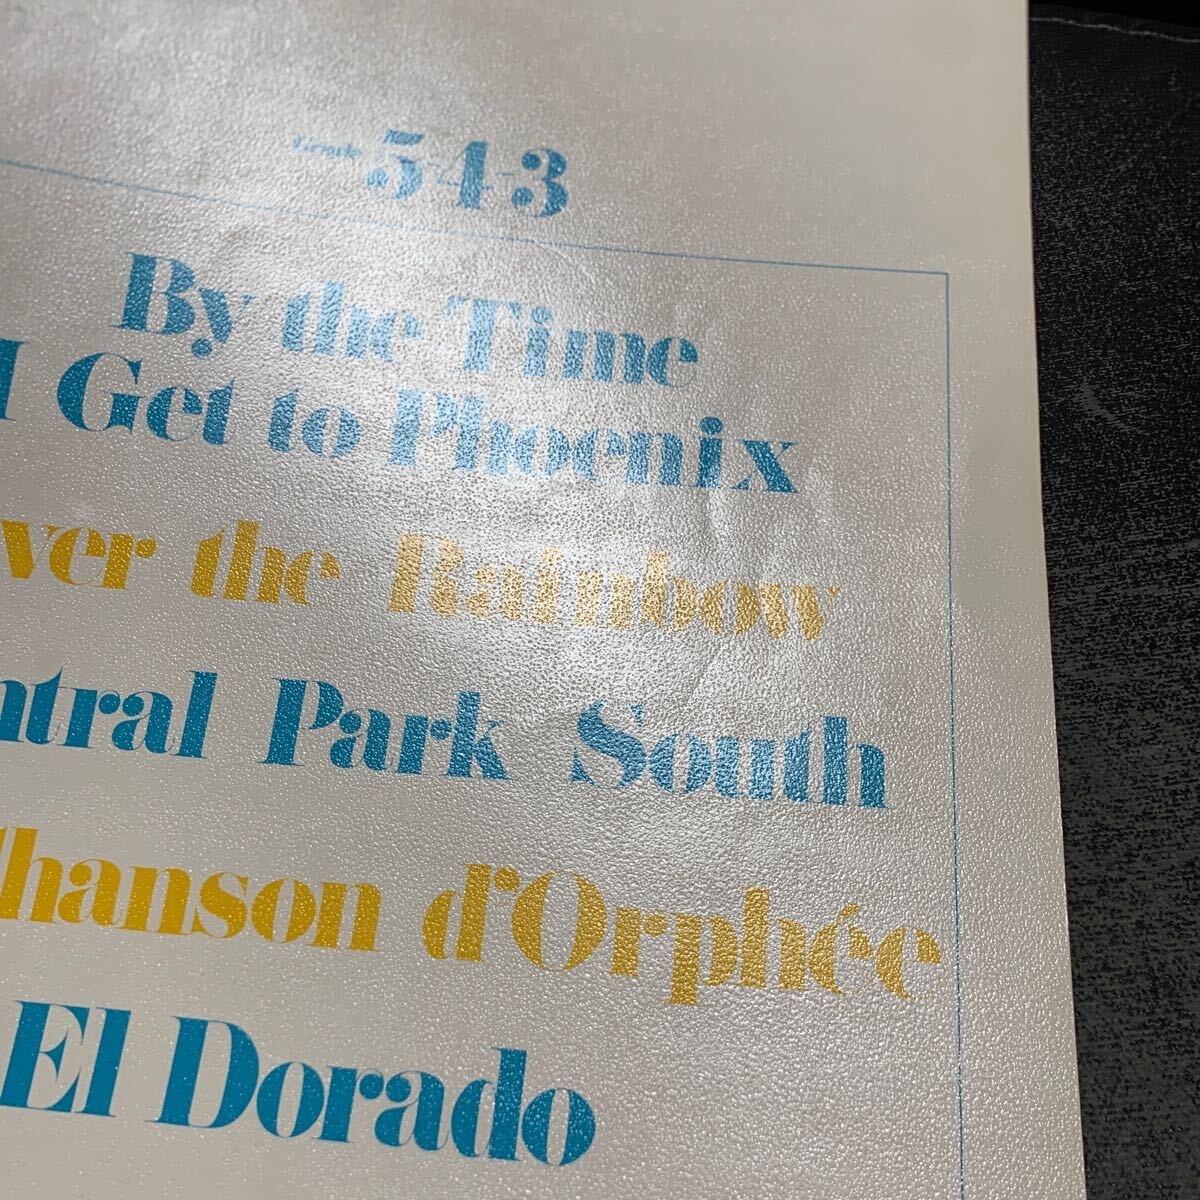 Grade 5-4-3
By the Time
I Get to Phoenix
ver the Rainbow
ntral Park South
hanson d'Orphée
El Dorado